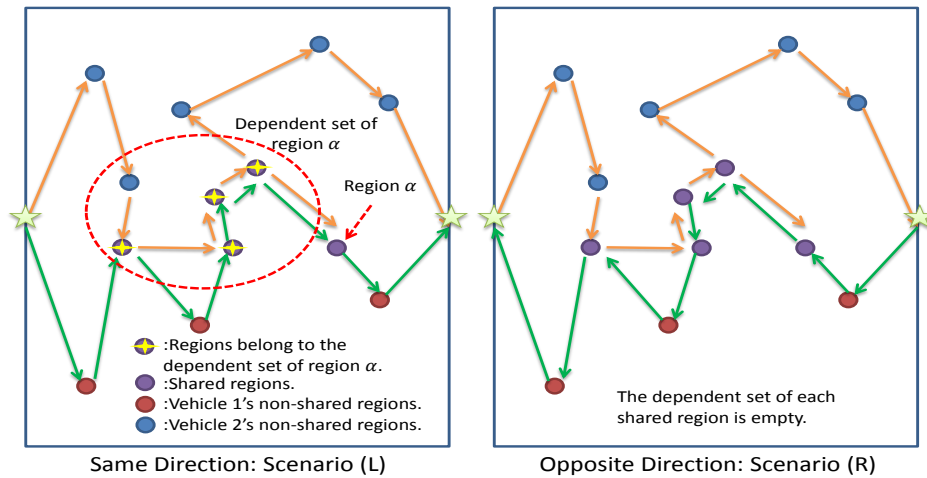 Dependent set of
region α
Region α
:Regions belong to the
dependent set of region α.
:Shared regions.
:Vehicle 1's non-shared regions.
:Vehicle 2's non-shared regions.
Same Direction: Scenario (L)
The dependent set of each
shared region is empty.
Opposite Direction: Scenario (R)